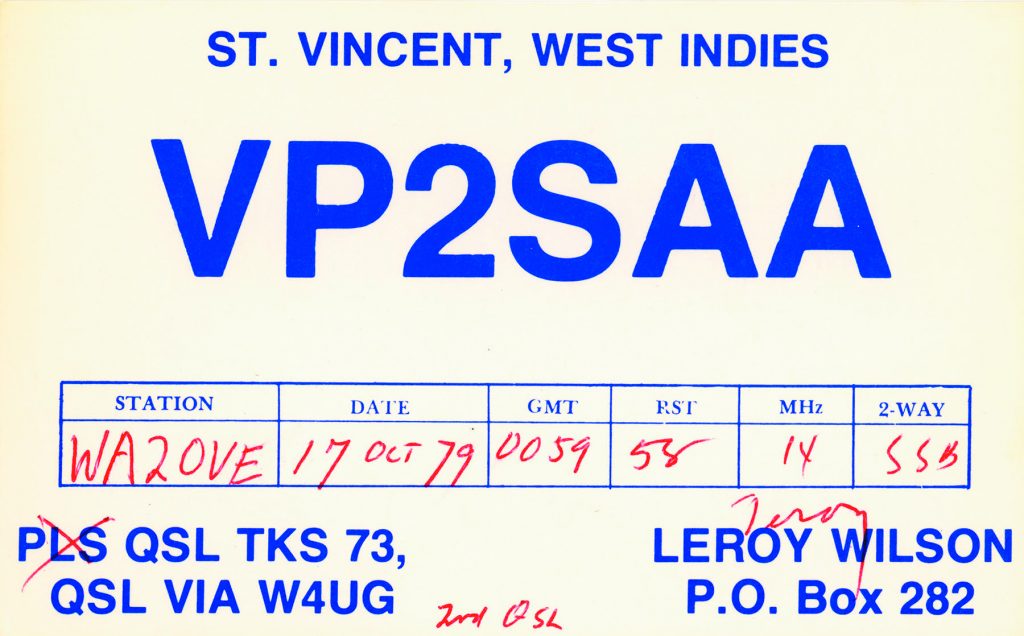 ST. VINCENT, WEST INDIES
VP2SAA
STATION DATE GMT RST MHz 2-WAY
WA2OVE 17 OCT 79 0059 58 14 SSB
Leroy
PLS QSL TKS 73, LEROY WILSON
QSL VIA W4UG P.O. Box 282
2nd QSL